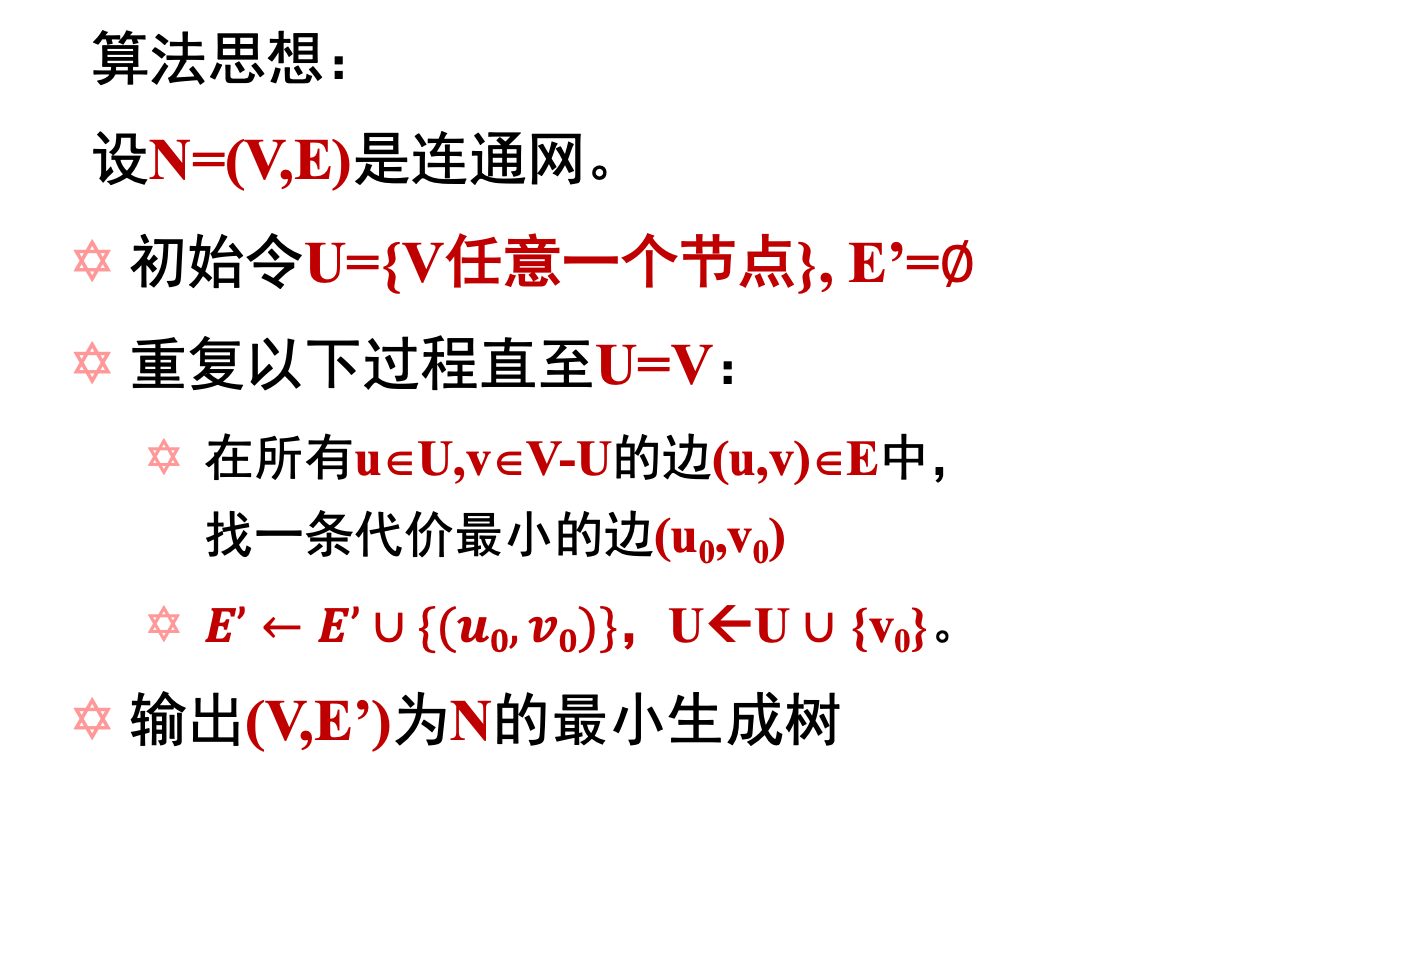 算法思想：
设N=(V,E)是连通网。
✡ 初始令U={V任意一个节点}, E’=∅
✡ 重复以下过程直至U=V：
✡ 在所有u∈U,v∈V-U的边(u,v)∈E中，
找一条代价最小的边(u₀,v₀)
✡ E’ ← E’ ∪ {(u₀, v₀)}，U←U ∪ {v₀}。
✡ 输出(V,E’)为N的最小生成树